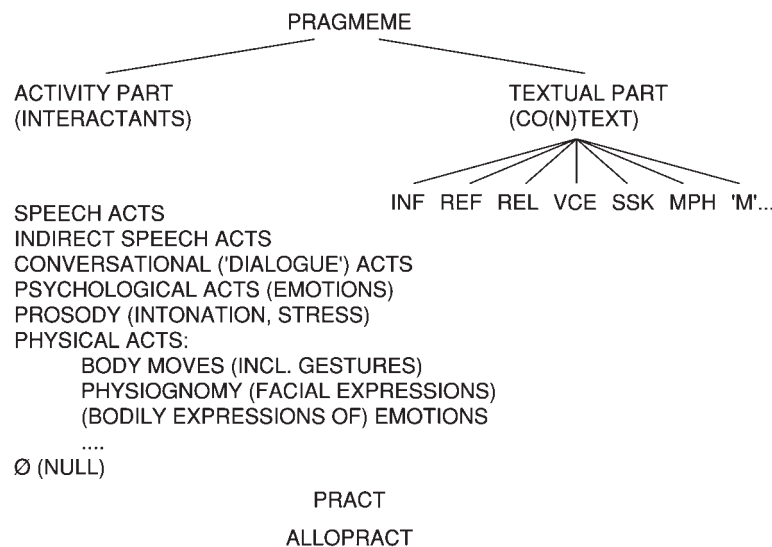 PRAGMEME
ACTIVITY PART
(INTERACTANTS)
TEXTUAL PART
(CO(N)TEXT)
INF REF REL VCE SSK MPH 'M'...
SPEECH ACTS
INDIRECT SPEECH ACTS
CONVERSATIONAL ('DIALOGUE') ACTS
PSYCHOLOGICAL ACTS (EMOTIONS)
PROSODY (INTONATION, STRESS)
PHYSICAL ACTS:
BODY MOVES (INCL. GESTURES)
PHYSIOGNOMY (FACIAL EXPRESSIONS)
(BODILY EXPRESSIONS OF) EMOTIONS
....
Ø (NULL)
PRACT
ALLOPRACT